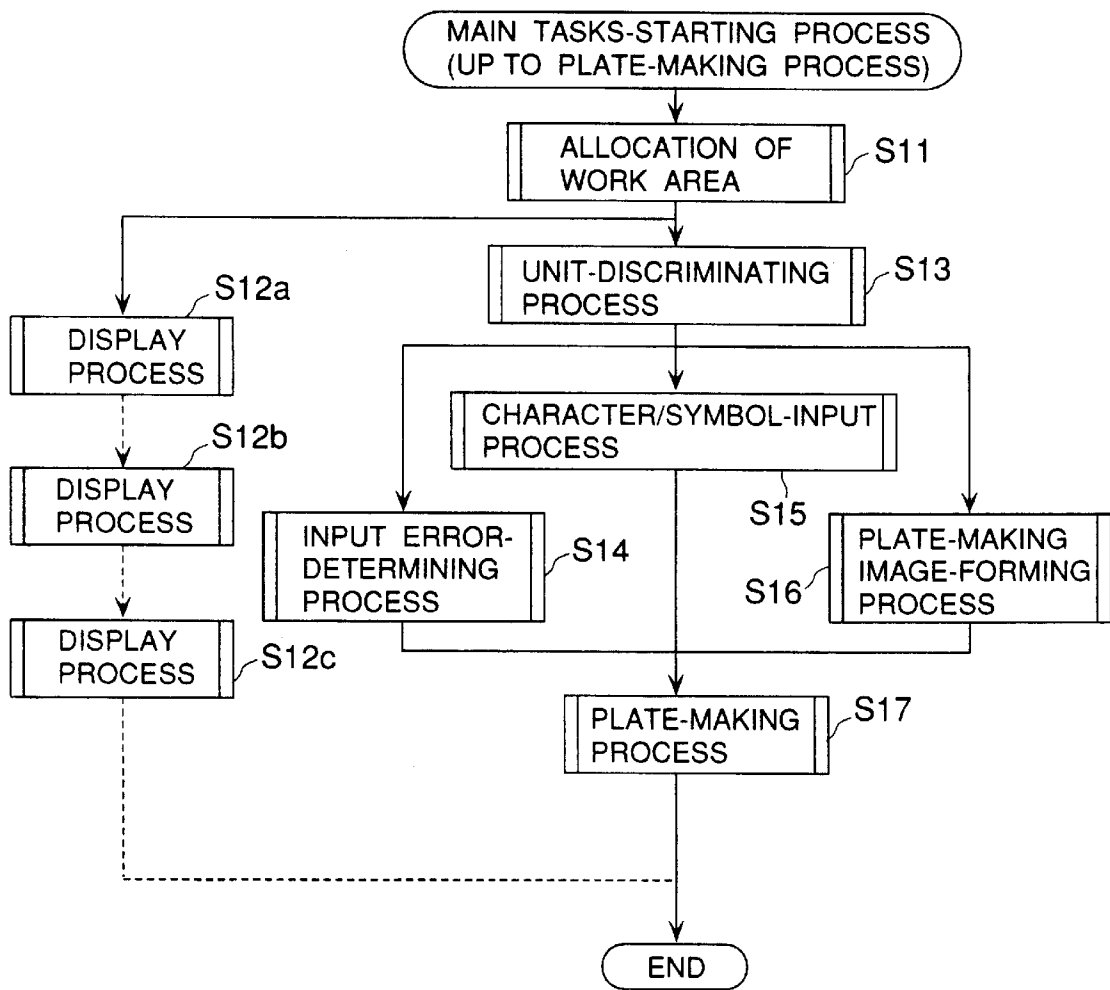 MAIN TASKS-STARTING PROCESS
(UP TO PLATE-MAKING PROCESS)
ALLOCATION OF
WORK AREA
S11
UNIT-DISCRIMINATING
PROCESS
S13
S12a
DISPLAY
PROCESS
CHARACTER/SYMBOL-INPUT
PROCESS
S15
S12b
DISPLAY
PROCESS
INPUT ERROR-
DETERMINING
PROCESS
S14
PLATE-MAKING
IMAGE-FORMING
PROCESS
S16
DISPLAY
PROCESS
S12c
PLATE-MAKING
PROCESS
S17
END